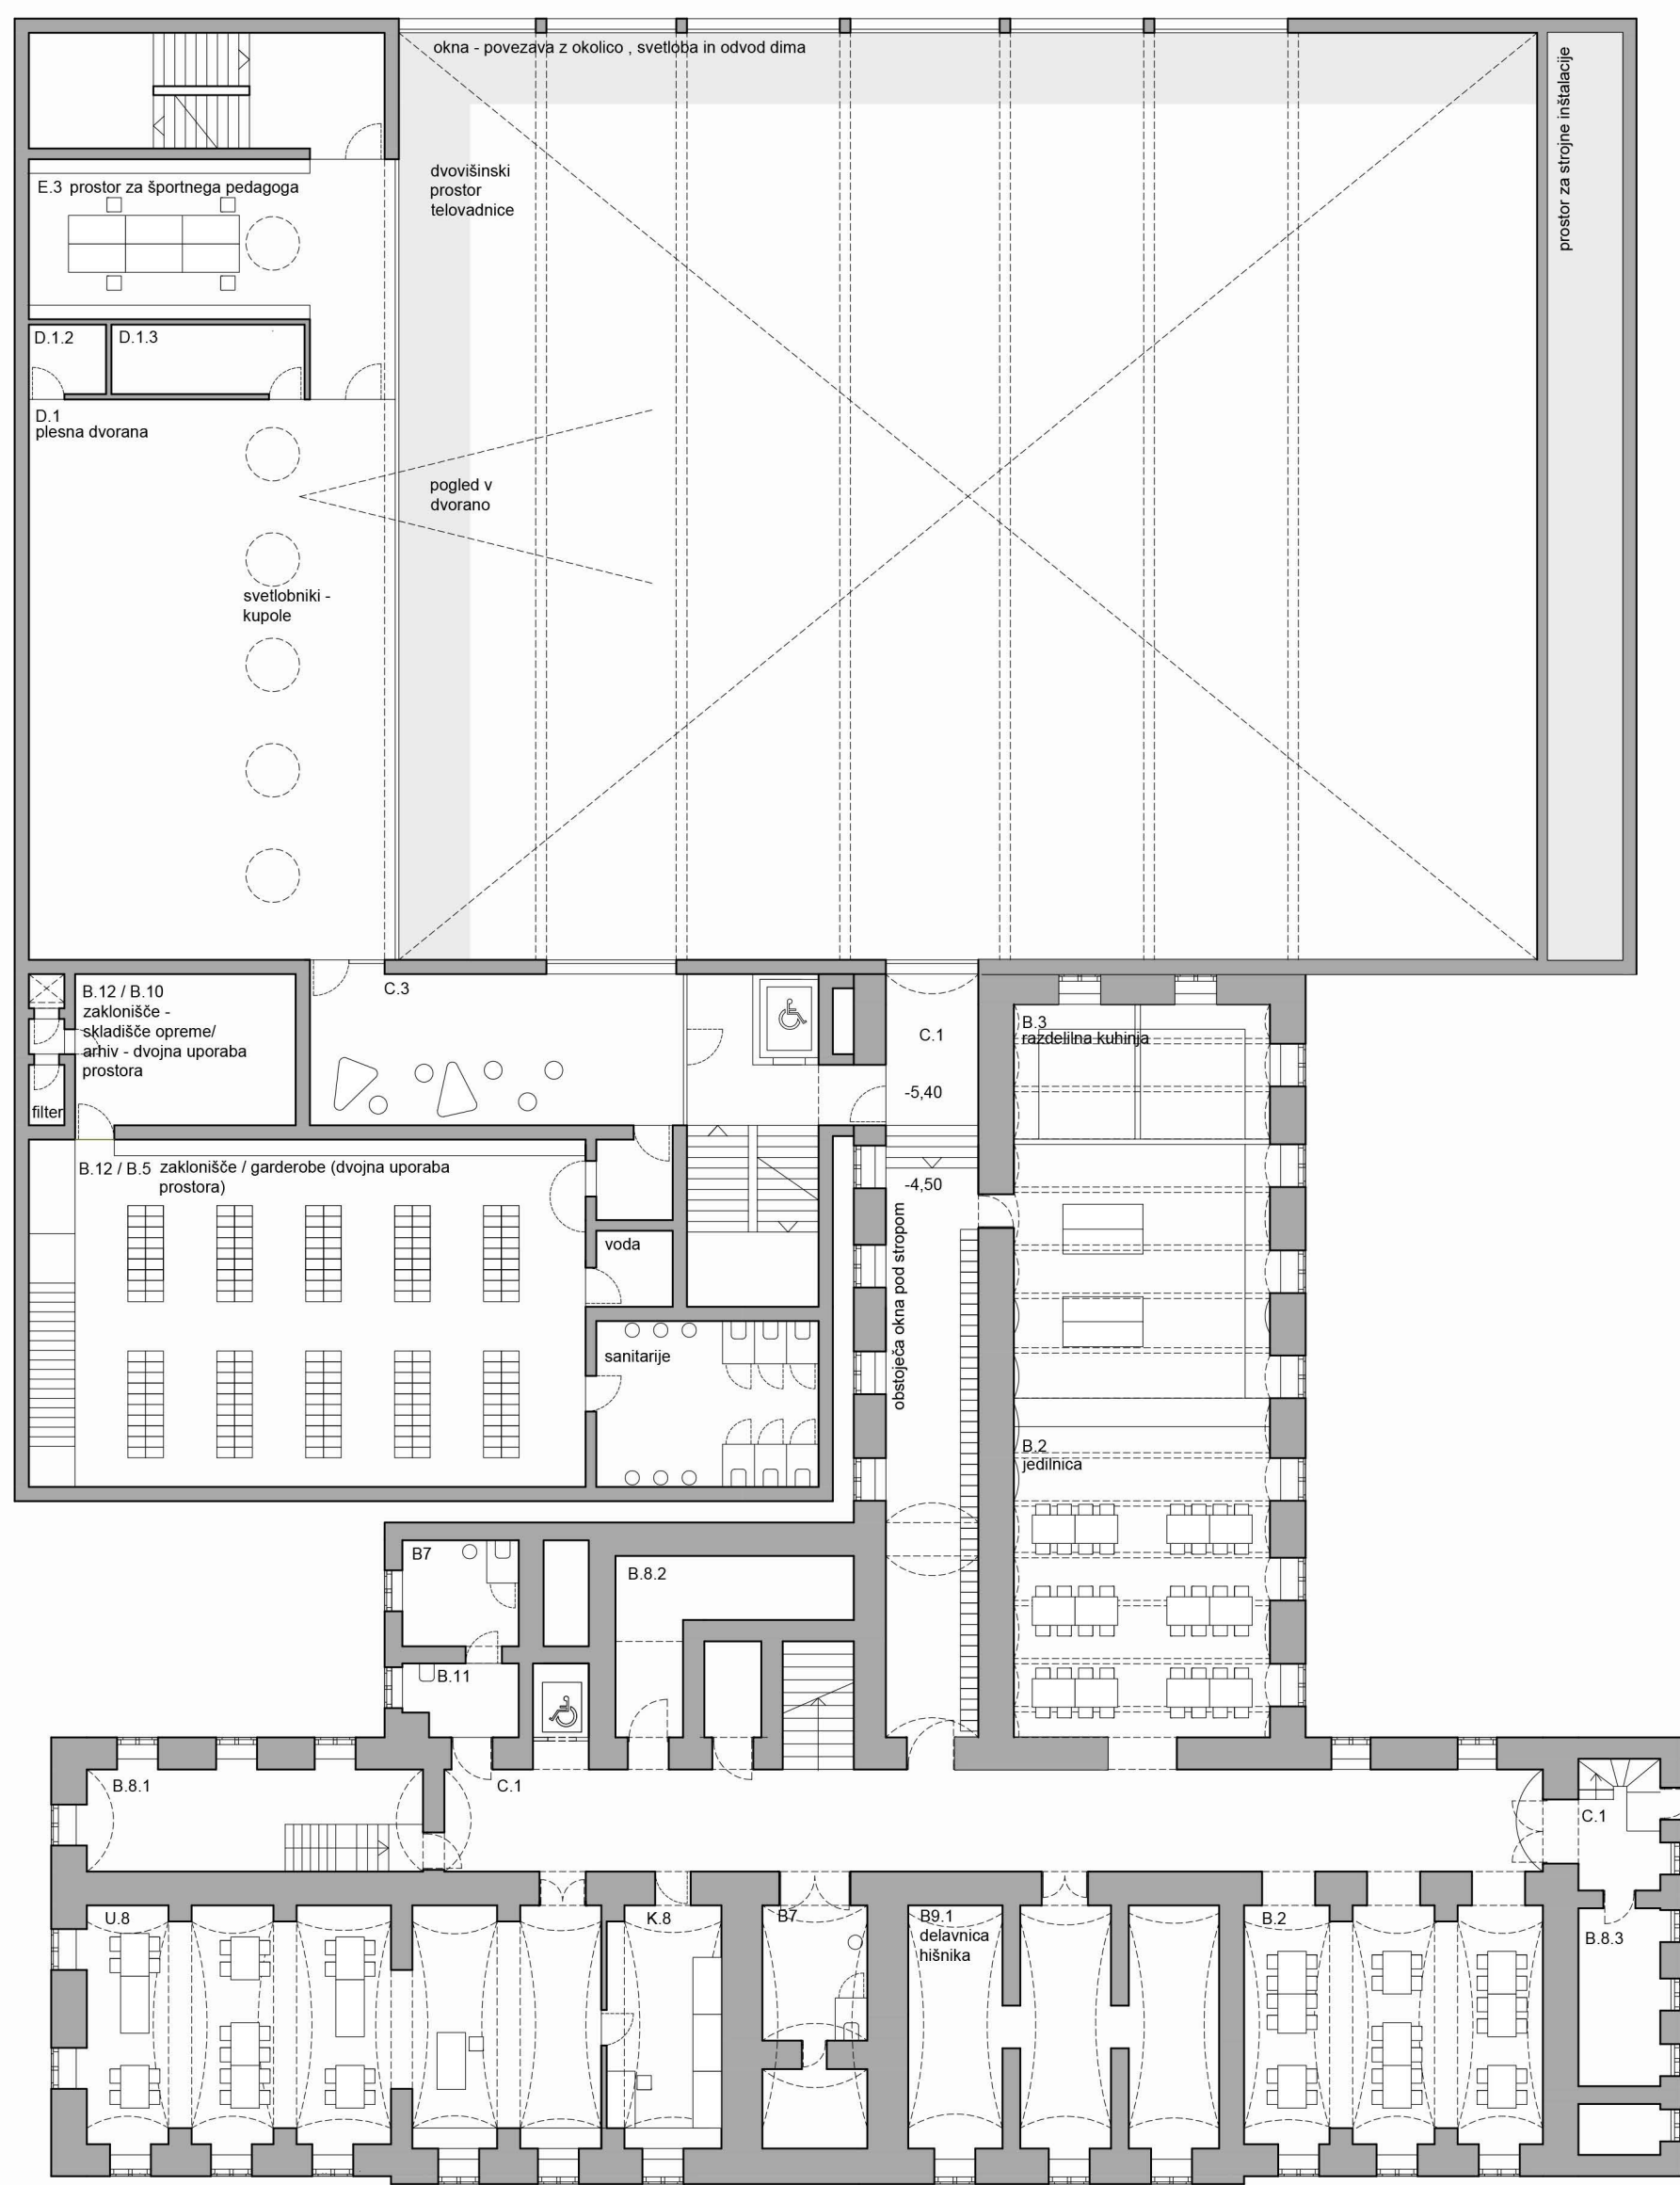 okna - povezava z okolico , svetloba in odvod dima
prostor za strojne inštalacije
dvovišinski
prostor
telovadnice
E.3 prostor za športnega pedagoga
D.1.2
D.1.3
D.1
plesna dvorana
pogled v
dvorano
svetlobniki -
kupole
B.12 / B.10
zaklonišče -
skladišče opreme/
arhiv - dvojna uporaba
prostora
filter
C.3
C.1
-5,40
B.3
razdelilna kuhinja
B.12 / B.5 zaklonišče / garderobe (dvojna uporaba
prostora)
-4,50
obstoječa okna pod stropom
voda
sanitarije
B.2
jedilnica
B7
B.8.2
B.11
B.8.1
C.1
C.1
U.8
K.8
B7
B9.1
delavnica
hišnika
B.2
B.8.3